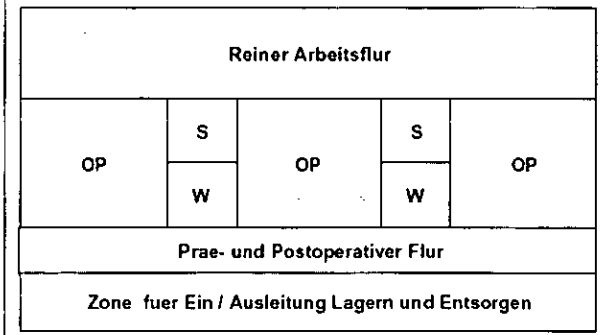 Reiner Arbeitsflur
S
S
OP
OP
OP
W
W
Prae- und Postoperativer Flur
Zone fuer Ein / Ausleitung Lagern und Entsorgen